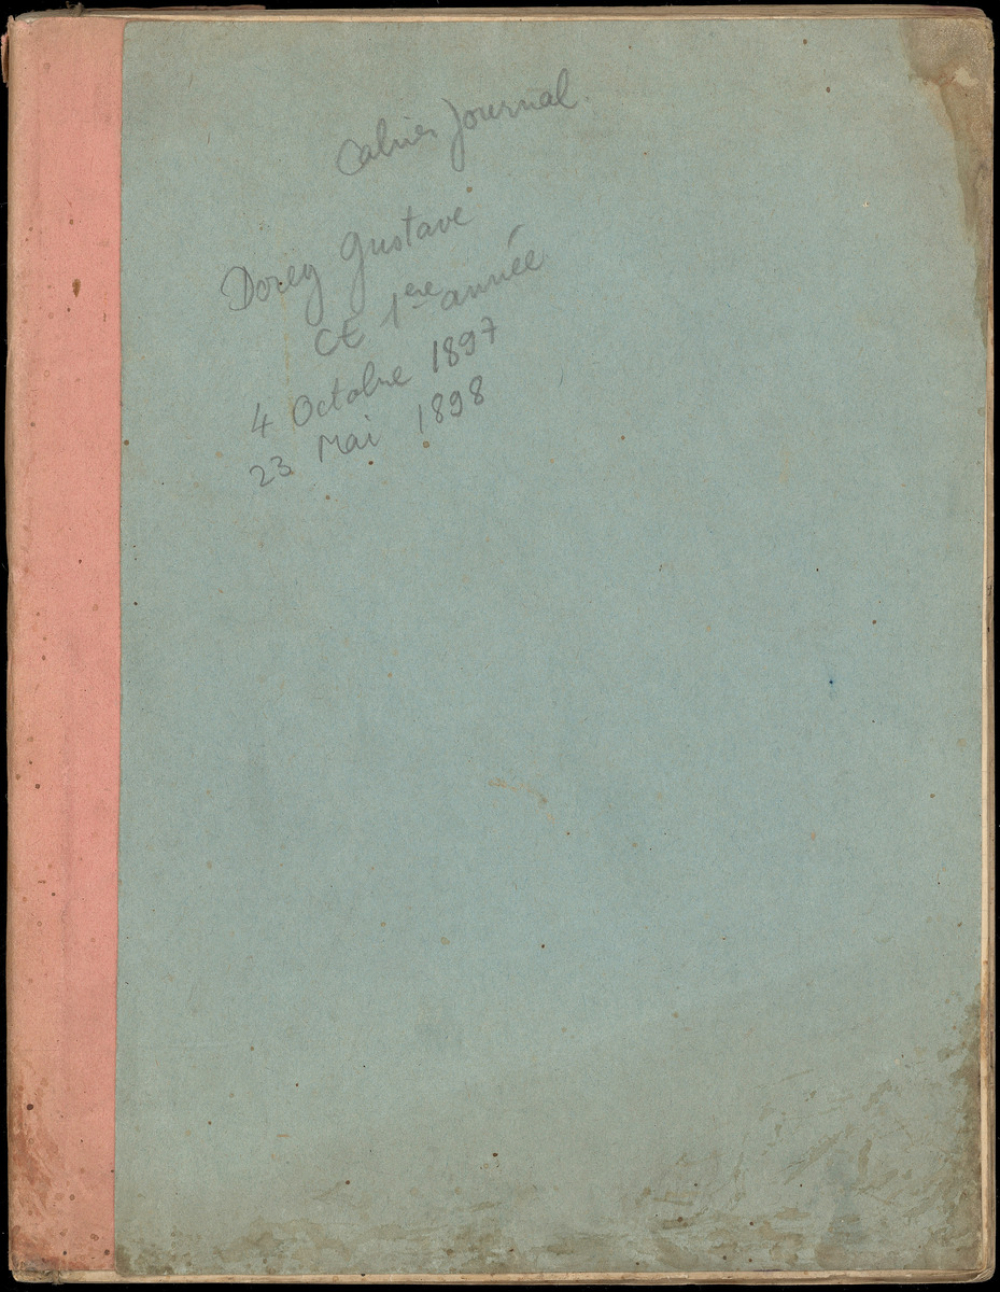 Cahier Journal
Dorey Gustave
CE 1ère année
4 Octobre 1897
23 Mai 1898